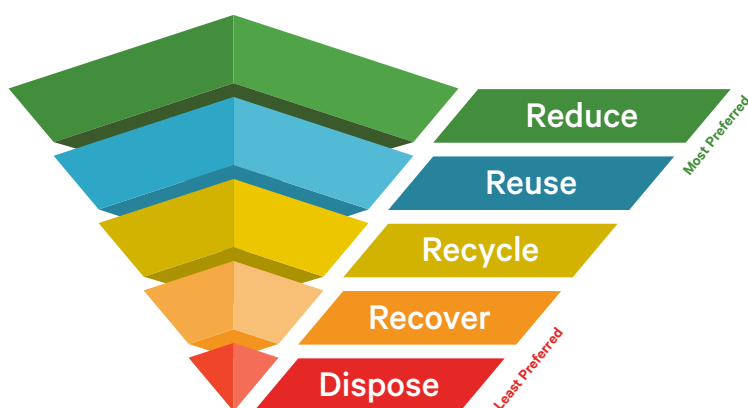 Reduce
Most Preferred
Reuse
Recycle
Recover
Least Preferred
Dispose